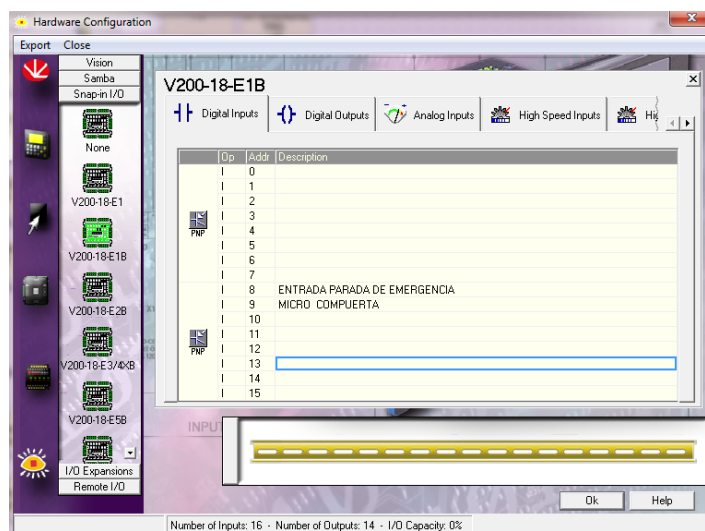 Hardware Configuration
Export Close
Vision
Samba
Snap-in I/O
None
V200-18-E1
V200-18-E1B
V200-18-E2B
V200-18-E3/4XB
V200-18-E5B
I/O Expansions
Remote I/O
V200-18-E1B
Digital Inputs Digital Outputs Analog Inputs High Speed Inputs Hig
Op Addr Description
I 0
I 1
I 2
I 3
PNP I 4
I 5
I 6
I 7
I 8 ENTRADA PARADA DE EMERGENCIA
I 9 MICRO COMPUERTA
I 10
I 11
PNP I 12
I 13
I 14
I 15
INPUT
Ok Help
Number of Inputs: 16 - Number of Outputs: 14 - I/O Capacity: 0%